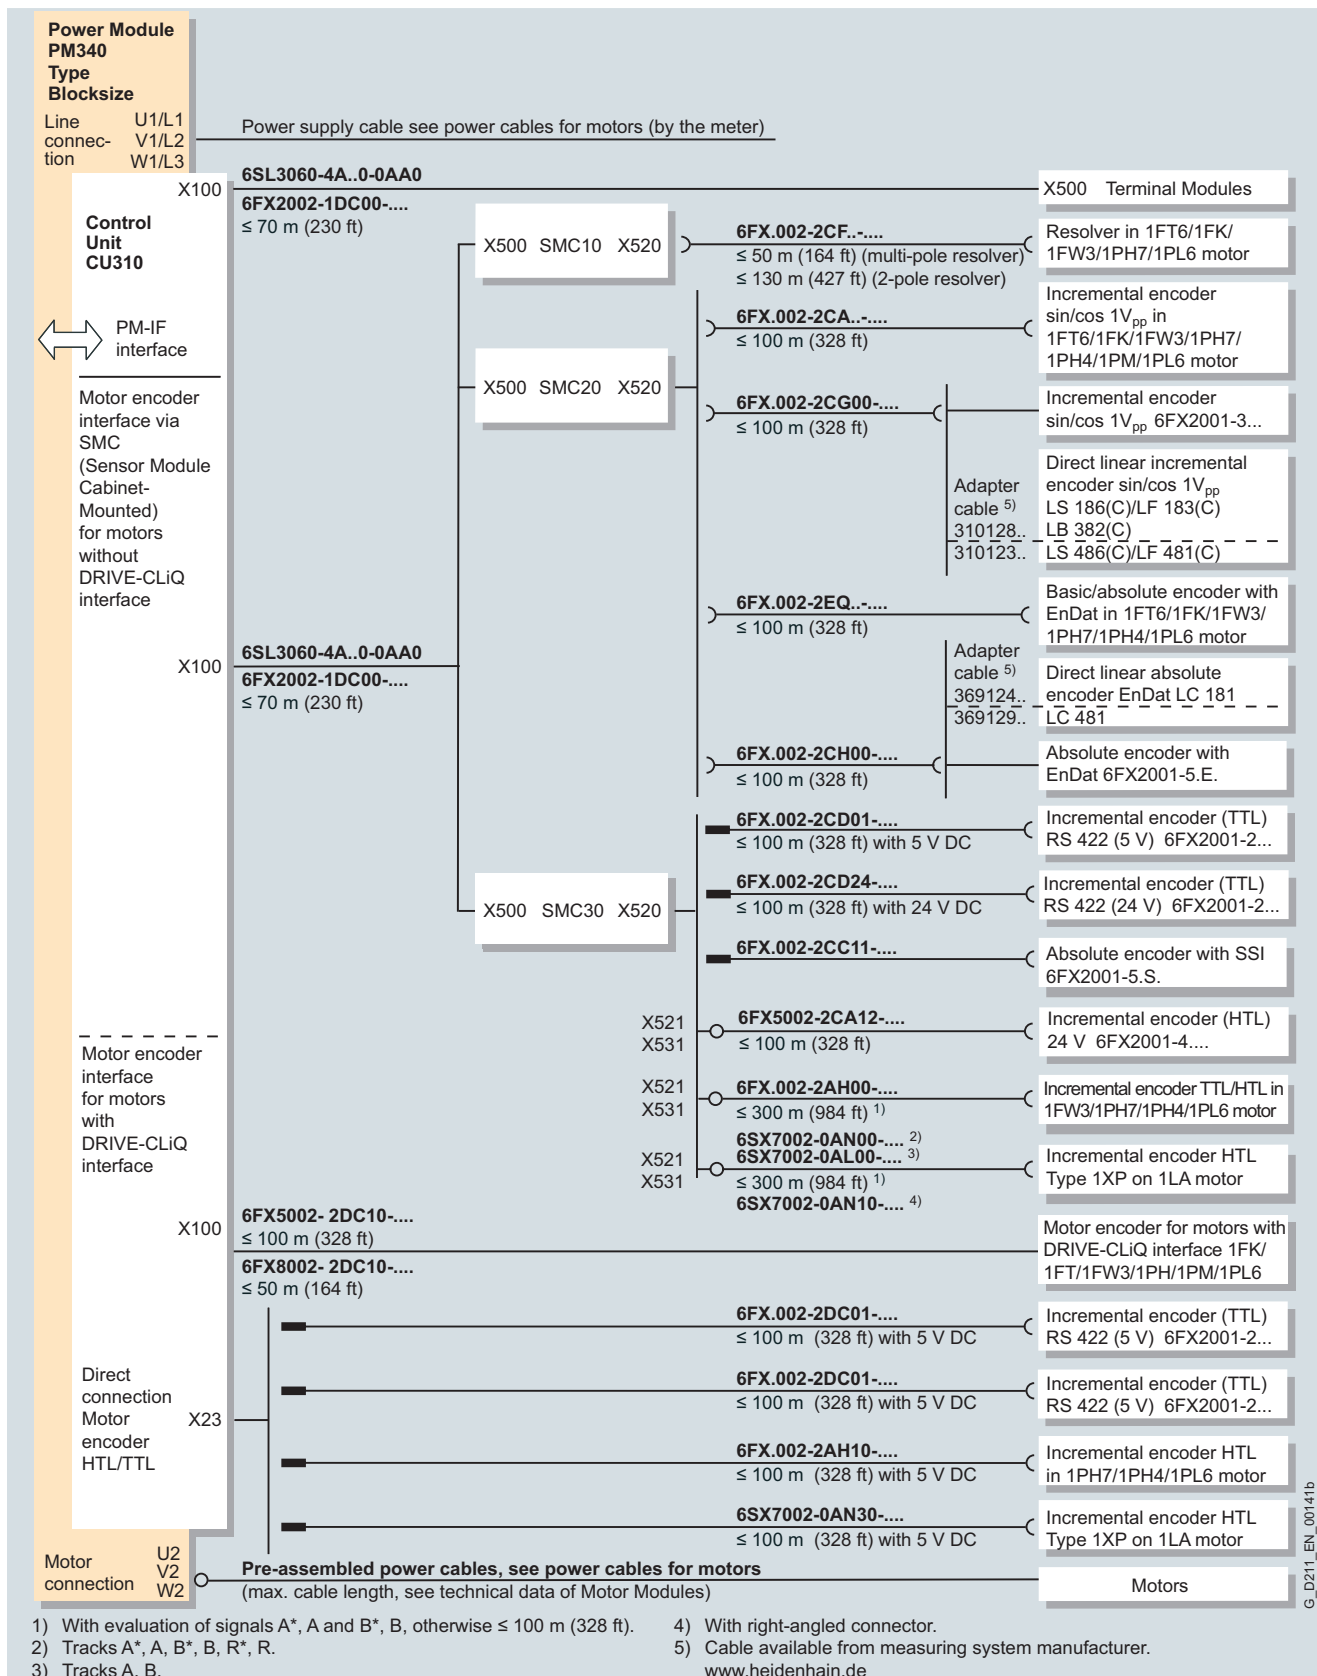 Power Module
PM340
Type
Blocksize
Line connec- tion
U1/L1
V1/L2
W1/L3
Power supply cable see power cables for motors (by the meter)
X100
6SL3060-4A..0-0AA0
6FX2002-1DC00-....
≤ 70 m (230 ft)
X500 Terminal Modules
Control
Unit
CU310
PM-IF
interface
X500 SMC10 X520
6FX.002-2CF..-....
≤ 50 m (164 ft) (multi-pole resolver)
≤ 130 m (427 ft) (2-pole resolver)
Resolver in 1FT6/1FK/
1FW3/1PH7/1PL6 motor
6FX.002-2CA..-....
≤ 100 m (328 ft)
Incremental encoder
sin/cos 1Vpp in
1FT6/1FK/1FW3/1PH7/
1PH4/1PM/1PL6 motor
Motor encoder
interface via
SMC
(Sensor Module
Cabinet-
Mounted)
for motors
without
DRIVE-CLiQ
interface
X500 SMC20 X520
6FX.002-2CG00-....
≤ 100 m (328 ft)
Incremental encoder
sin/cos 1Vpp 6FX2001-3...
Adapter
cable 5)
310128..
310123..
Direct linear incremental
encoder sin/cos 1Vpp
LS 186(C)/LF 183(C)
LB 382(C)
LS 486(C)/LF 481(C)
6FX.002-2EQ..-....
≤ 100 m (328 ft)
Basic/absolute encoder with
EnDat in 1FT6/1FK/1FW3/
1PH7/1PH4/1PL6 motor
X100
6SL3060-4A..0-0AA0
6FX2002-1DC00-....
≤ 70 m (230 ft)
Adapter
cable 5)
369124..
369129..
Direct linear absolute
encoder EnDat LC 181
LC 481
6FX.002-2CH00-....
≤ 100 m (328 ft)
Absolute encoder with
EnDat 6FX2001-5.E.
6FX.002-2CD01-....
≤ 100 m (328 ft) with 5 V DC
Incremental encoder (TTL)
RS 422 (5 V) 6FX2001-2...
X500 SMC30 X520
6FX.002-2CD24-....
≤ 100 m (328 ft) with 24 V DC
Incremental encoder (TTL)
RS 422 (24 V) 6FX2001-2...
6FX.002-2CC11-....
Absolute encoder with SSI
6FX2001-5.S.
X521
X531
6FX5002-2CA12-....
≤ 100 m (328 ft)
Incremental encoder (HTL)
24 V 6FX2001-4....
Motor encoder
interface
for motors
with
DRIVE-CLiQ
interface
X521
X531
6FX.002-2AH00-....
≤ 300 m (984 ft) 1)
Incremental encoder TTL/HTL in
1FW3/1PH7/1PH4/1PL6 motor
X521
X531
6SX7002-0AN00-.... 2)
6SX7002-0AL00-.... 3)
≤ 300 m (984 ft) 1)
6SX7002-0AN10-.... 4)
Incremental encoder HTL
Type 1XP on 1LA motor
X100
6FX5002- 2DC10-....
≤ 100 m (328 ft)
6FX8002- 2DC10-....
≤ 50 m (164 ft)
Motor encoder for motors with
DRIVE-CLiQ interface 1FK/
1FT/1FW3/1PH/1PM/1PL6
Direct
connection
Motor
encoder
HTL/TTL
X23
6FX.002-2DC01-....
≤ 100 m (328 ft) with 5 V DC
Incremental encoder (TTL)
RS 422 (5 V) 6FX2001-2...
6FX.002-2DC01-....
≤ 100 m (328 ft) with 5 V DC
Incremental encoder (TTL)
RS 422 (5 V) 6FX2001-2...
6FX.002-2AH10-....
≤ 100 m (328 ft) with 5 V DC
Incremental encoder HTL
in 1PH7/1PH4/1PL6 motor
6SX7002-0AN30-....
≤ 100 m (328 ft) with 5 V DC
Incremental encoder HTL
Type 1XP on 1LA motor
Motor
connection
U2
V2
W2
Pre-assembled power cables, see power cables for motors
(max. cable length, see technical data of Motor Modules)
Motors
G_D211_EN_00141b
1) With evaluation of signals A*, A and B*, B, otherwise ≤ 100 m (328 ft).
2) Tracks A*, A, B*, B, R*, R.
3) Tracks A, B.
4) With right-angled connector.
5) Cable available from measuring system manufacturer.
www.heidenhain.de